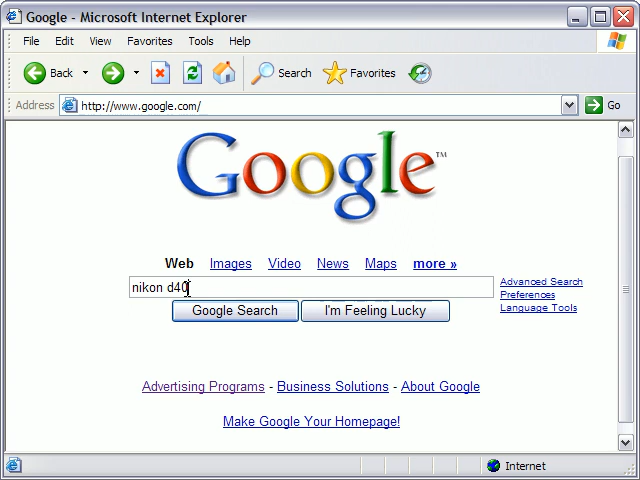 Google - Microsoft Internet Explorer
File Edit View Favorites Tools Help
Back Search Favorites
Address http://www.google.com/ Go
Google™
Web Images Video News Maps more »
nikon d40
Advanced Search
Preferences
Language Tools
Google Search I'm Feeling Lucky
Advertising Programs - Business Solutions - About Google
Make Google Your Homepage!
Internet